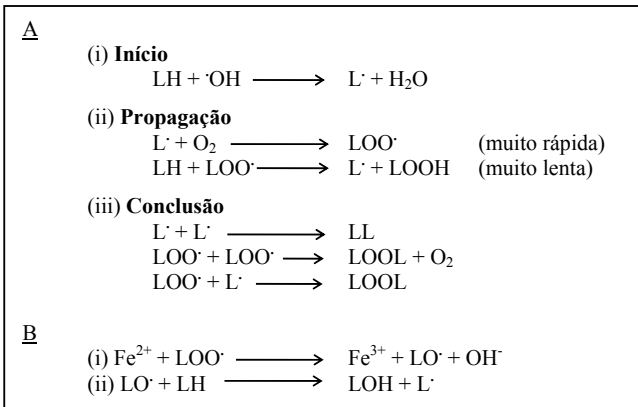 A
(i) Início
LH + ·OH ⟶ L· + H₂O
(ii) Propagação
L· + O₂ ⟶ LOO· (muito rápida)
LH + LOO· ⟶ L· + LOOH (muito lenta)
(iii) Conclusão
L· + L· ⟶ LL
LOO· + LOO· ⟶ LOOL + O₂
LOO· + L· ⟶ LOOL
B
(i) Fe²⁺ + LOO· ⟶ Fe³⁺ + LO· + OH⁻
(ii) LO· + LH ⟶ LOH + L·